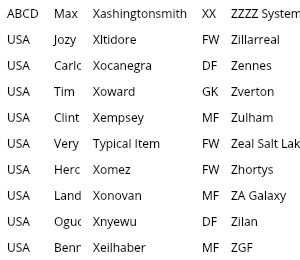 ABCD Max Xashingtonsmith XX ZZZZ System
USA Jozy Xltidore FW Zillarreal
USA Carlc Xocanegra DF Zennes
USA Tim Xoward GK Zverton
USA Clint Xempsey MF Zulham
USA Very Typical Item FW Zeal Salt Lak
USA Herc Xomez FW Zhortys
USA Land Xonovan MF ZA Galaxy
USA Oguc Xnyewu DF Zilan
USA Benr Xeilhaber MF ZGF